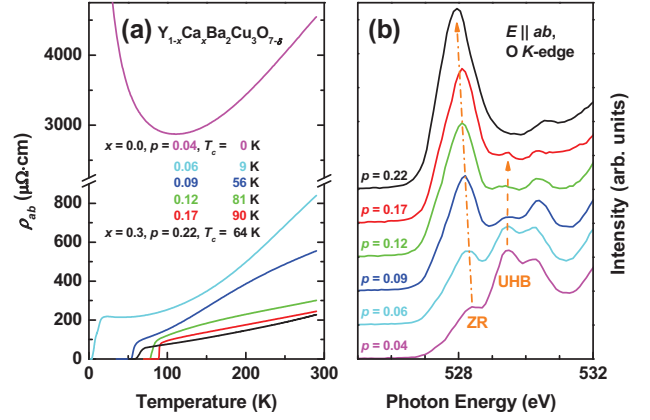 (a) Y1-xCaxBa2Cu3O7-δ
ρab (μΩ·cm)
4000
3000
800
600
400
200
0
x = 0.0, p = 0.04, Tc = 0 K
0.06 9 K
0.09 56 K
0.12 81 K
0.17 90 K
x = 0.3, p = 0.22, Tc = 64 K
0 100 200 300
Temperature (K)
(b) E || ab,
O K-edge
p = 0.22
p = 0.17
p = 0.12
p = 0.09
p = 0.06
p = 0.04
UHB
ZR
528 532
Photon Energy (eV)
Intensity (arb. units)